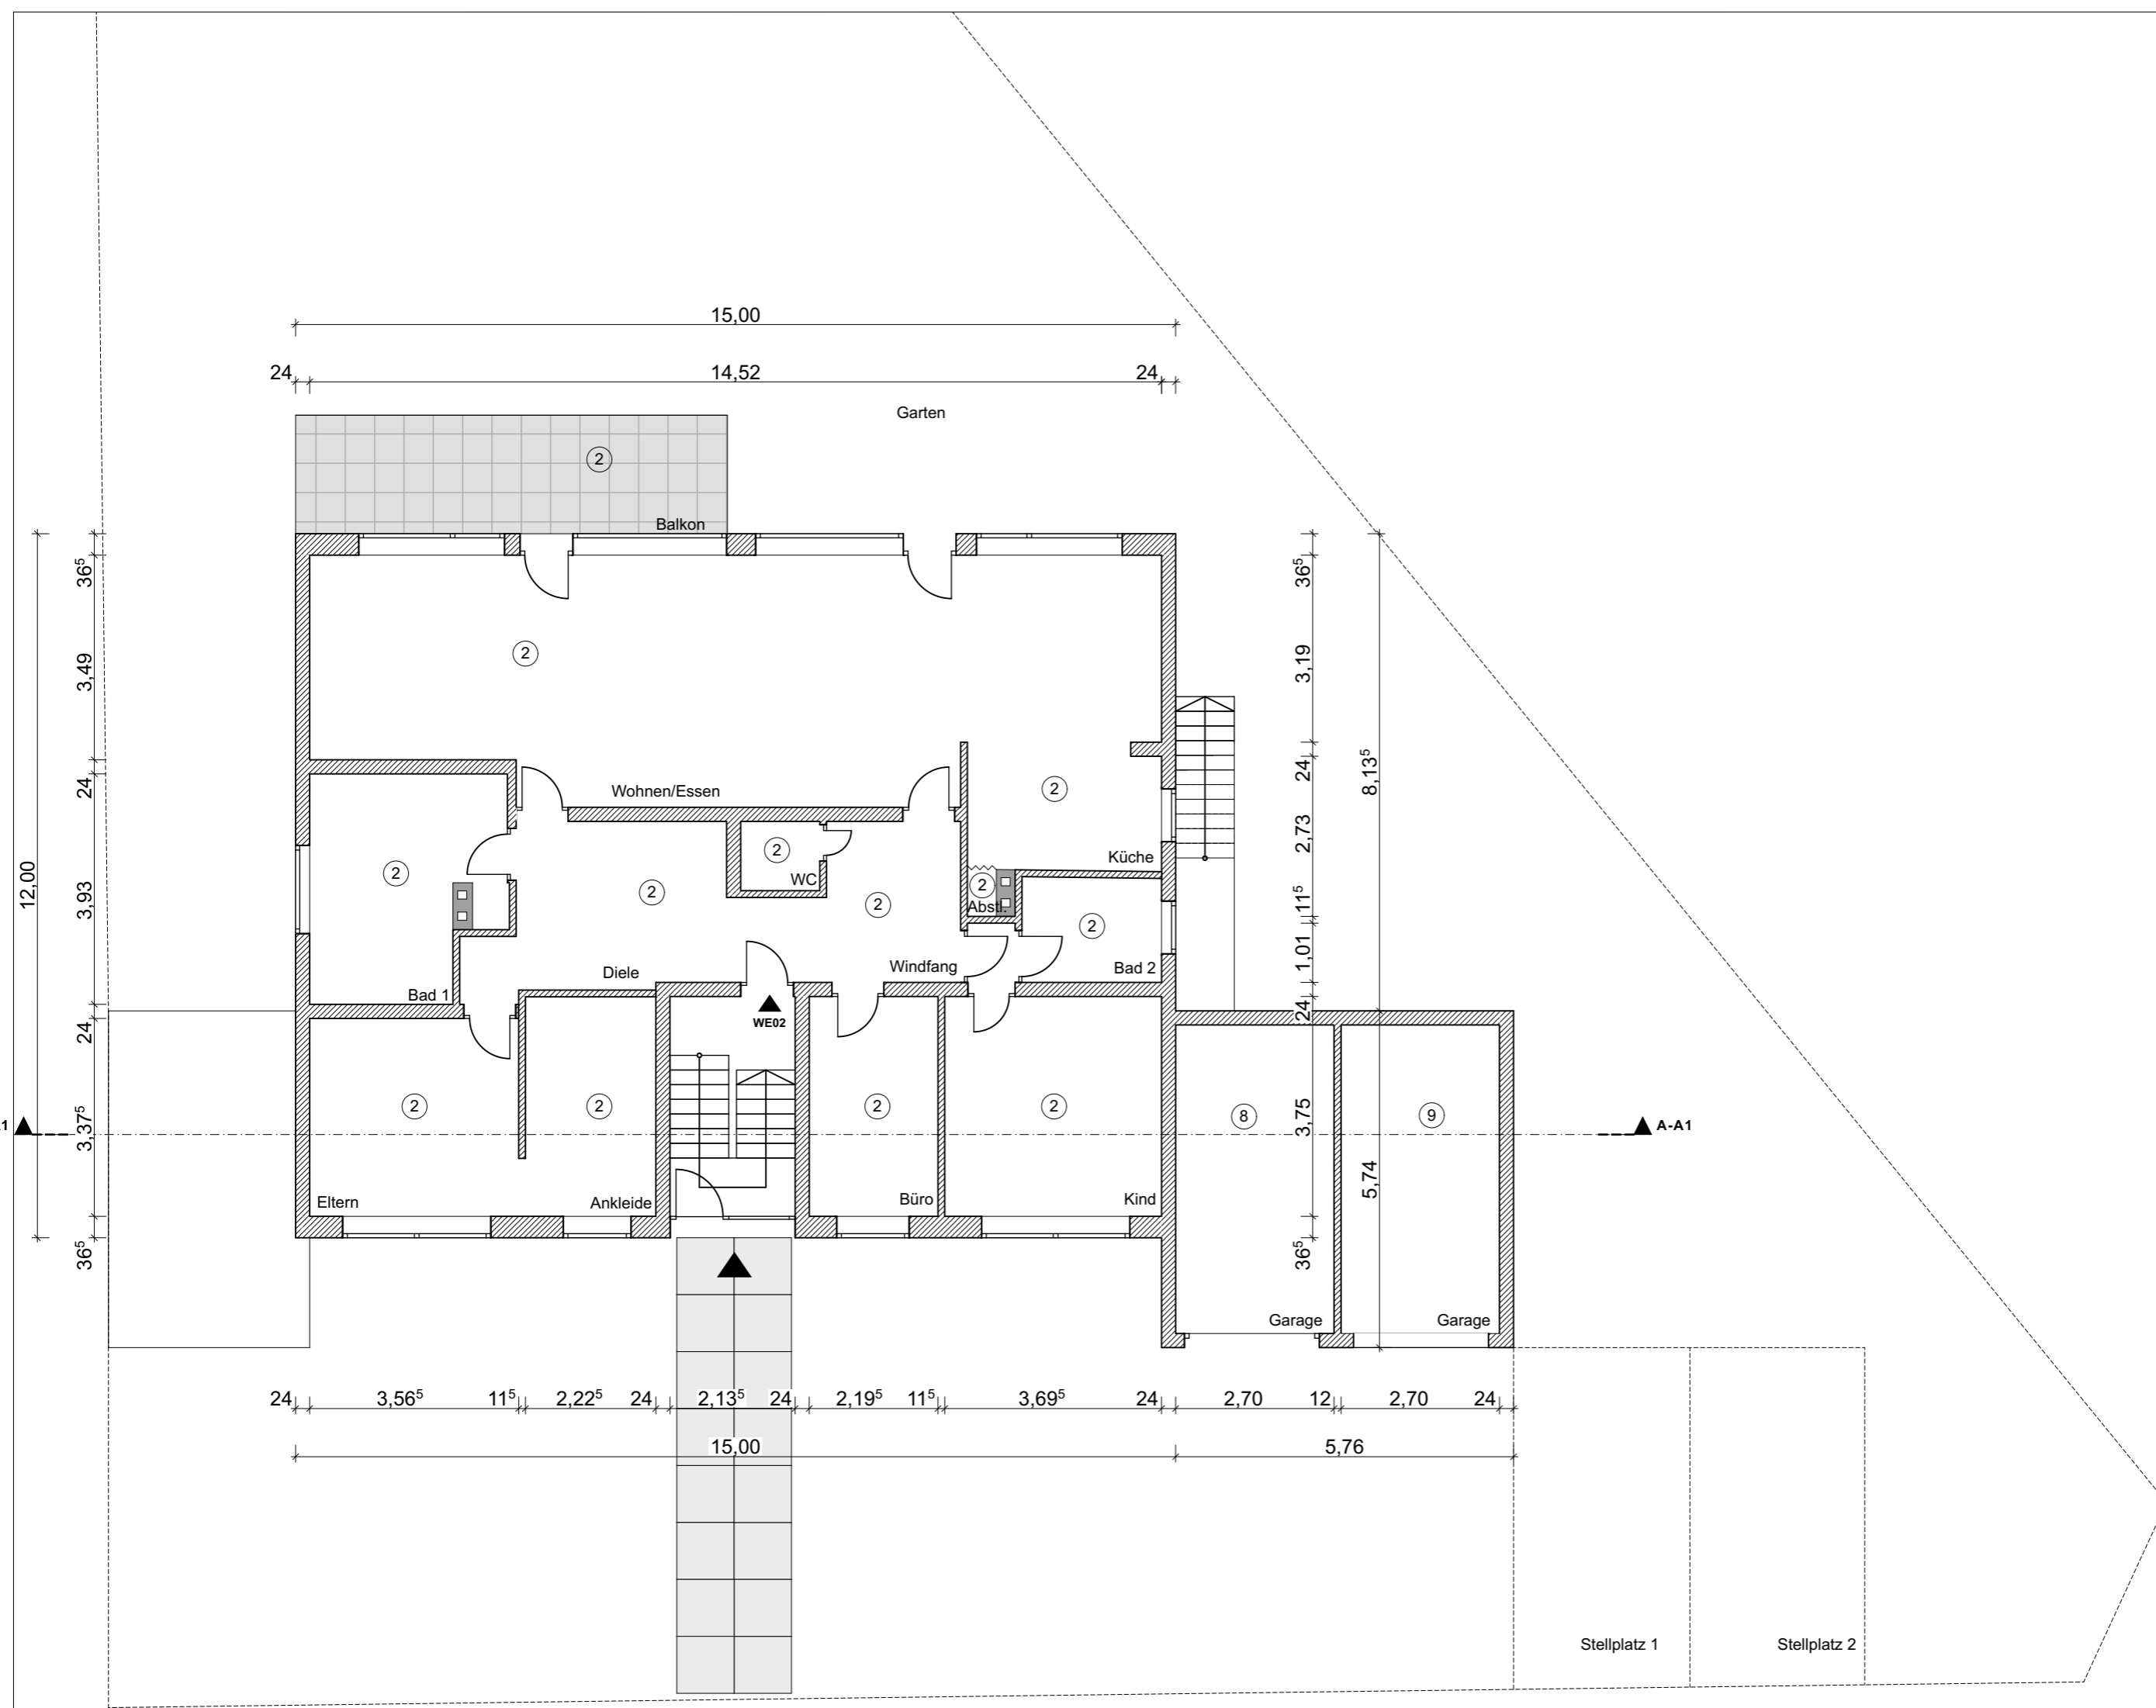 15,00
24 14,52 24
Garten
2
Balkon
36⁵
3,49
24
3,93
24
3,37⁵
36⁵
12,00
36⁵
3,19
24
2,73
11⁵
1,01
24
3,75
36⁵
8,13⁵
5,74
2
Wohnen/Essen
2
Küche
2
WC
2
Bad 1
2
Diele
2
Windfang
2
Abstl.
2
Bad 2
WE02
2
Eltern
2
Ankleide
2
Büro
2
Kind
8
Garage
9
Garage
1
A-A1
24 3,56⁵ 11⁵ 2,22⁵ 24 2,13⁵ 24 2,19⁵ 11⁵ 3,69⁵ 24 2,70 12 2,70 24
15,00 5,76
Stellplatz 1 Stellplatz 2